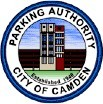 PARKING AUTHORITY
Established
CITY OF CAMDEN